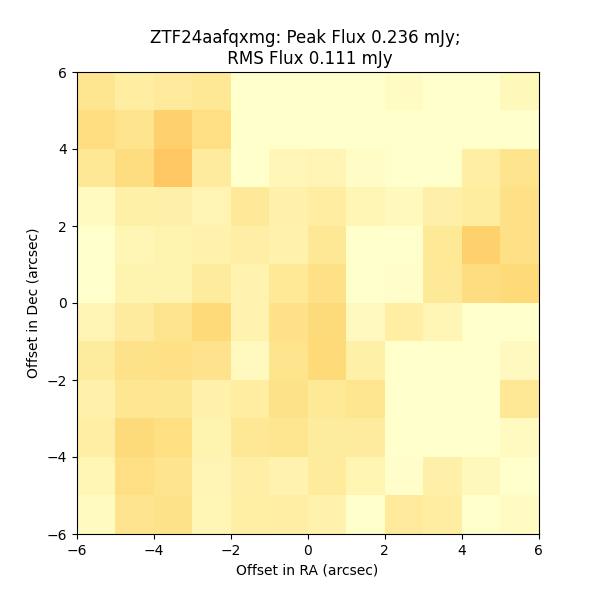 ZTF24aafqxmg: Peak Flux 0.236 mJy;
RMS Flux 0.111 mJy
6
4
2
0
−2
−4
−6
Offset in Dec (arcsec)
−6 −4 −2 0 2 4 6
Offset in RA (arcsec)